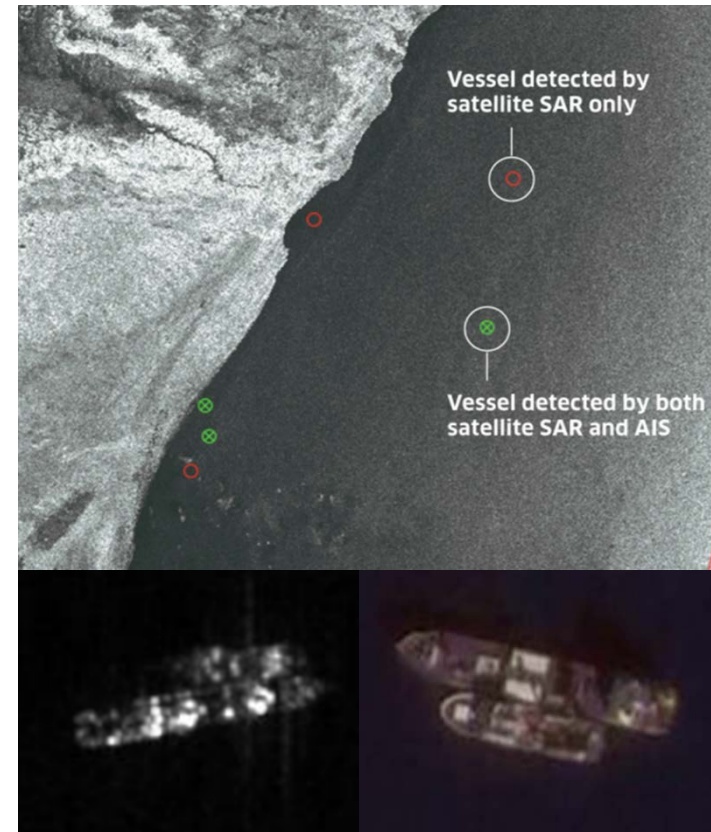 Vessel detected by
satellite SAR only
Vessel detected by both
satellite SAR and AIS